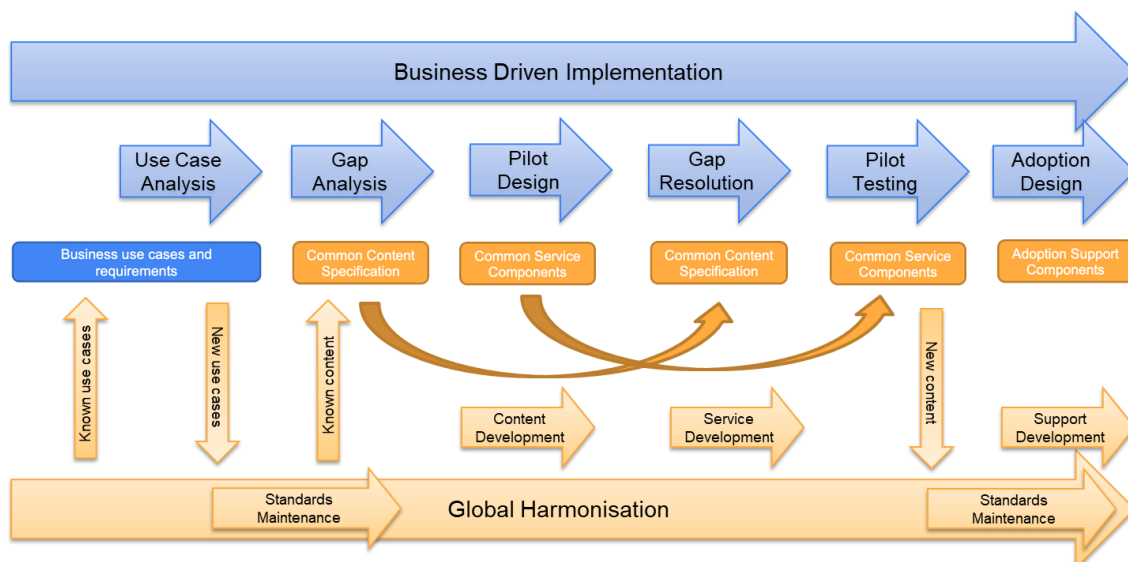 Business Driven Implementation
Use Case
Analysis
Gap
Analysis
Pilot
Design
Gap
Resolution
Pilot
Testing
Adoption
Design
Business use cases and
requirements
Common Content
Specification
Common Service
Components
Common Content
Specification
Common Service
Components
Adoption Support
Components
Known use cases
New use cases
Known content
New content
Content
Development
Service
Development
Support
Development
Standards
Maintenance
Global Harmonisation
Standards
Maintenance